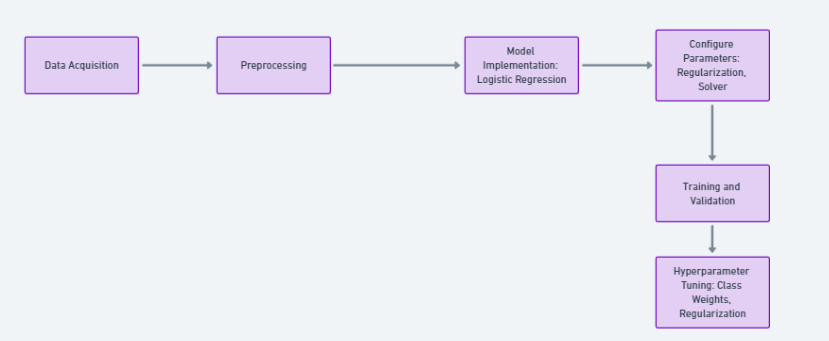 Data Acquisition
Preprocessing
Model
Implementation:
Logistic Regression
Configure
Parameters:
Regularization,
Solver
Training and
Validation
Hyperparameter
Tuning: Class
Weights,
Regularization